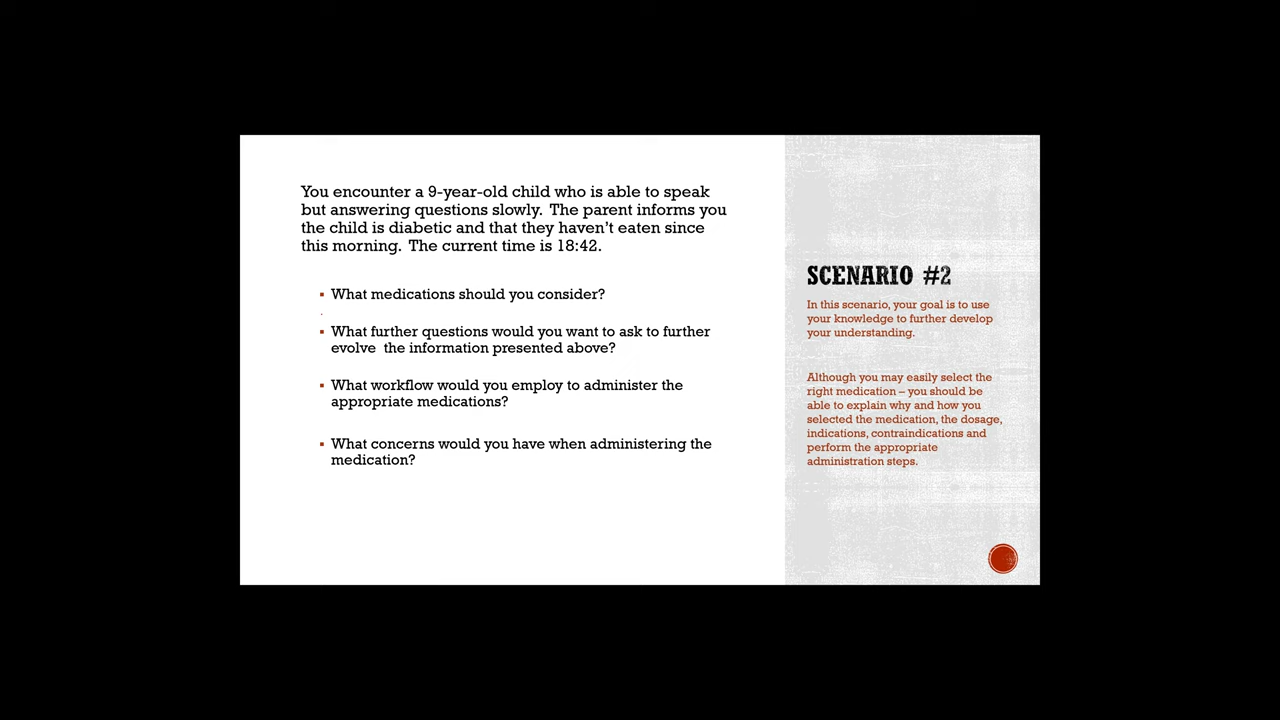 You encounter a 9-year-old child who is able to speak
but answering questions slowly. The parent informs you
the child is diabetic and that they haven't eaten since
this morning. The current time is 18:42.
▪ What medications should you consider?
▪ What further questions would you want to ask to further
evolve the information presented above?
▪ What workflow would you employ to administer the
appropriate medications?
▪ What concerns would you have when administering the
medication?
SCENARIO #2
In this scenario, your goal is to use
your knowledge to further develop
your understanding.
Although you may easily select the
right medication – you should be
able to explain why and how you
selected the medication, the dosage,
indications, contraindications and
perform the appropriate
administration steps.